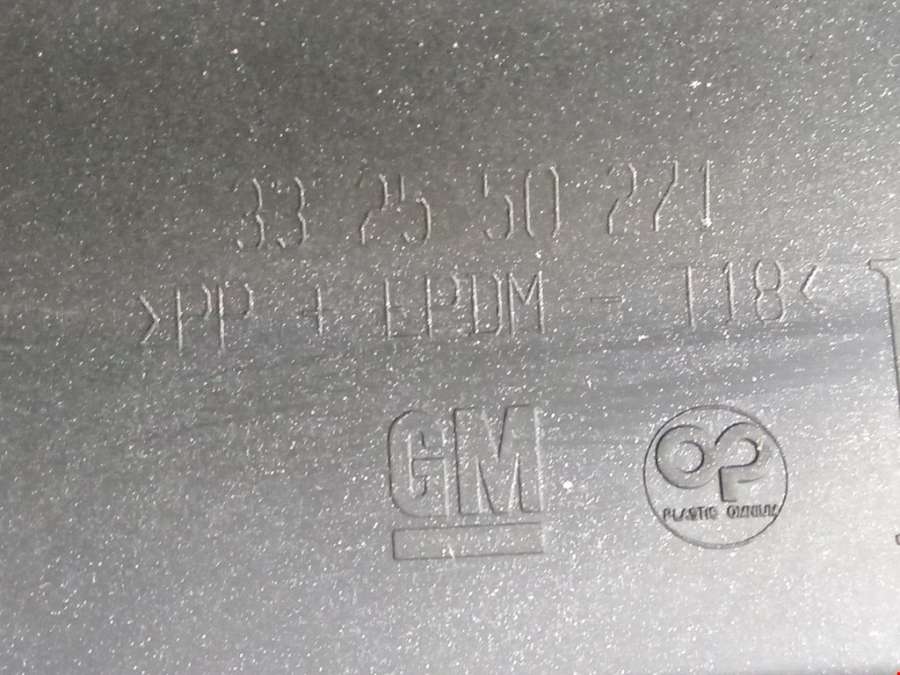 33 25 50 271
>PP + EPDM - T18<
GM
OP
PLASTIC OMNIUM